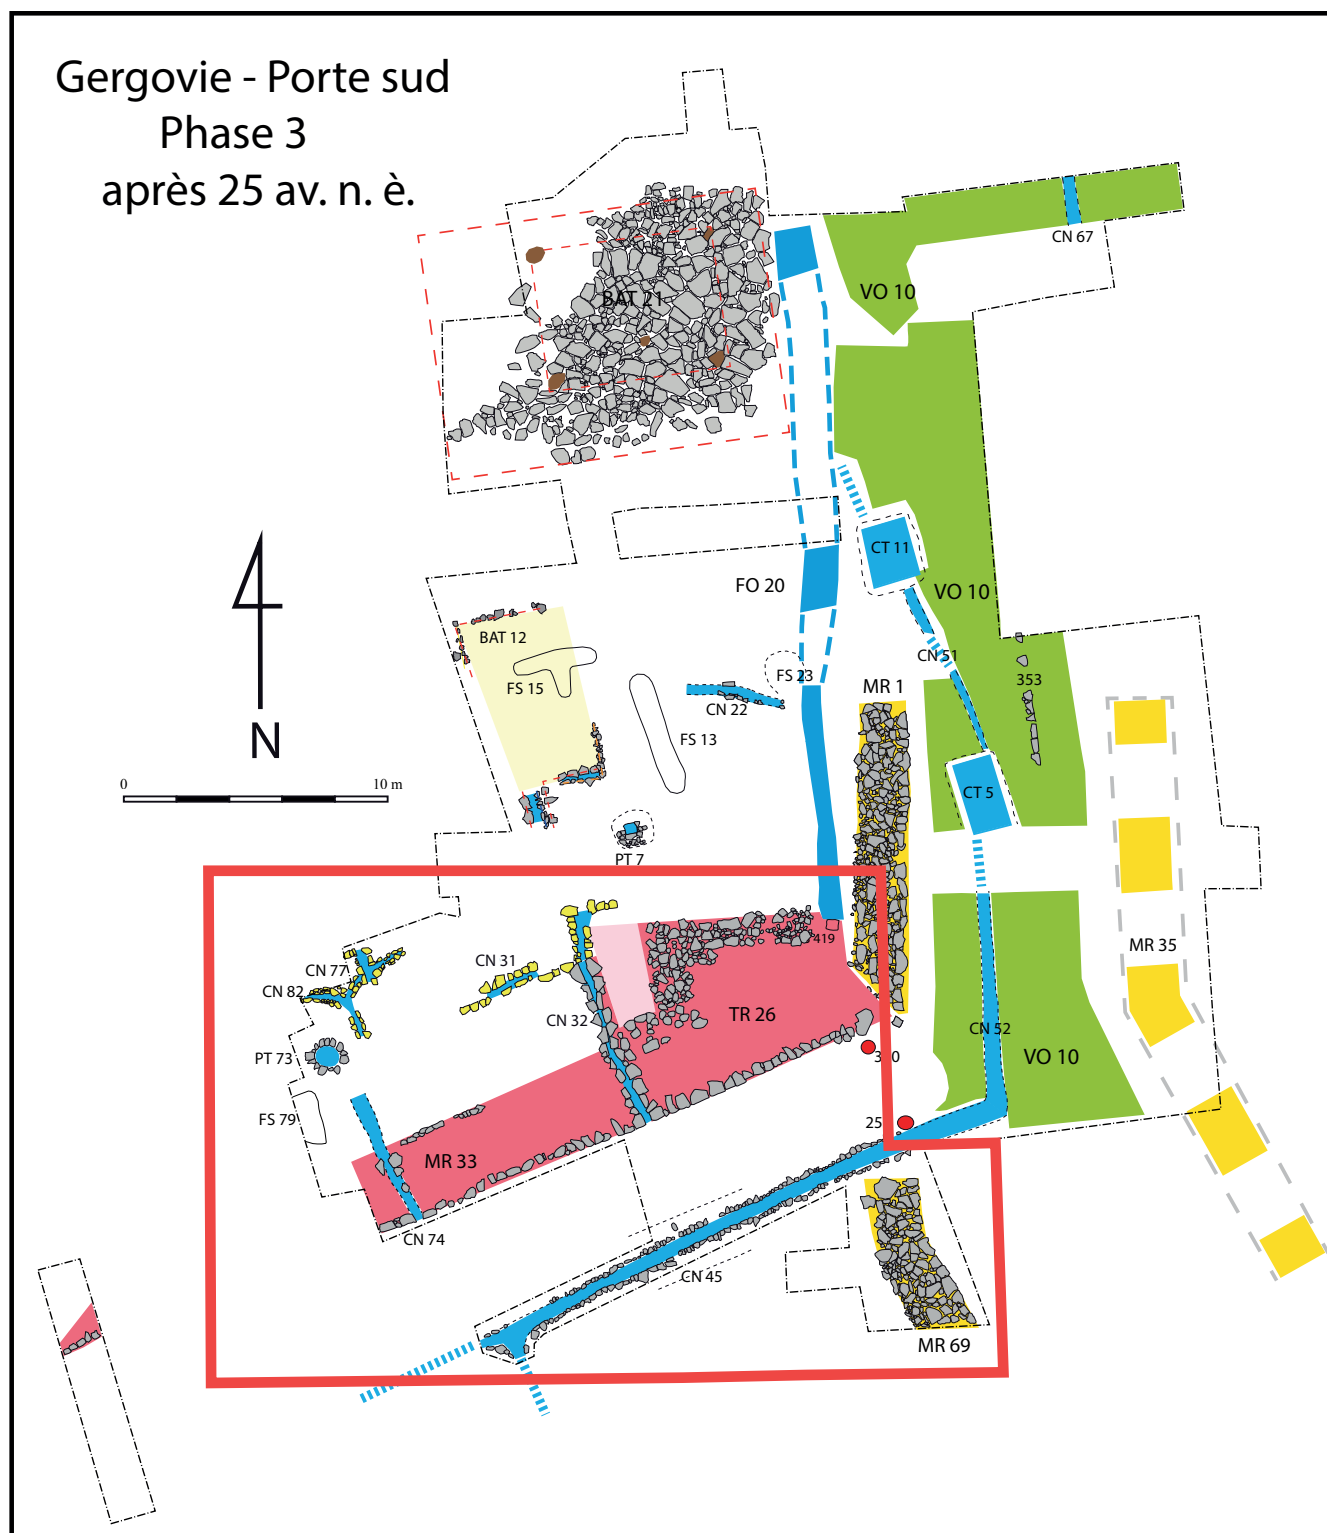 Gergovie - Porte sud
Phase 3
après 25 av. n. è.
CN 67
VO 10
BAT 21
CT 11
FO 20
VO 10
BAT 12
CN 51
FS 15
FS 23
353
MR 1
CN 22
N
FS 13
0 10 m
CT 5
PT 7
419
MR 35
CN 77
CN 31
CN 82
CN 32
TR 26
CN 52
PT 73
VO 10
FS 79
25
MR 33
CN 74
CN 45
MR 69